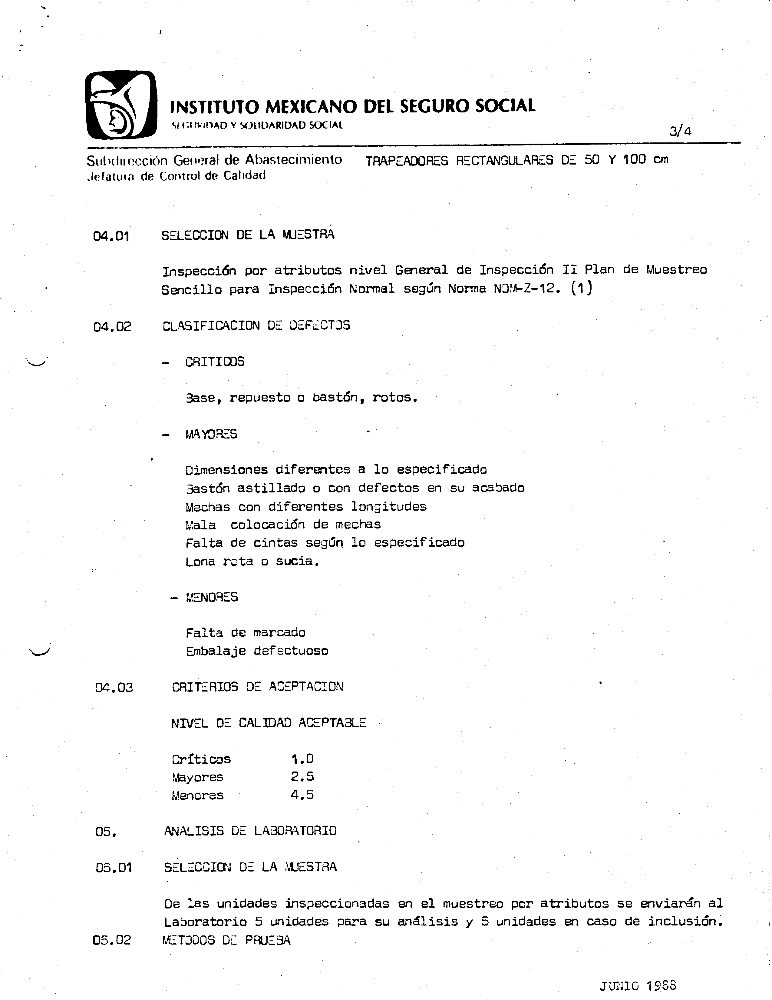 INSTITUTO MEXICANO DEL SEGURO SOCIAL
SEGURIDAD Y SOLIDARIDAD SOCIAL
3/4
Subdirección General de Abastecimiento TRAPEADORES RECTANGULARES DE 50 Y 100 cm
Jefatura de Control de Calidad
04.01 SELECCION DE LA MUESTRA
Inspección por atributos nivel General de Inspección II Plan de Muestreo
Sencillo para Inspección Normal según Norma NOM-Z-12. (1)
04.02 CLASIFICACION DE DEFECTOS
- CRITICOS
Base, repuesto o bastón, rotos.
- MAYORES
Dimensiones diferentes a lo especificado
Bastón astillado o con defectos en su acabado
Mechas con diferentes longitudes
Mala colocación de mechas
Falta de cintas según lo especificado
Lona rota o sucia.
- MENORES
Falta de marcado
Embalaje defectuoso
04.03 CRITERIOS DE ACEPTACION
NIVEL DE CALIDAD ACEPTABLE
Críticos 1.0
Mayores 2.5
Menores 4.5
05. ANALISIS DE LABORATORIO
05.01 SELECCION DE LA MUESTRA
De las unidades inspeccionadas en el muestreo por atributos se enviarán al
Laboratorio 5 unidades para su análisis y 5 unidades en caso de inclusión.
05.02 METODOS DE PRUEBA
JUNIO 1988